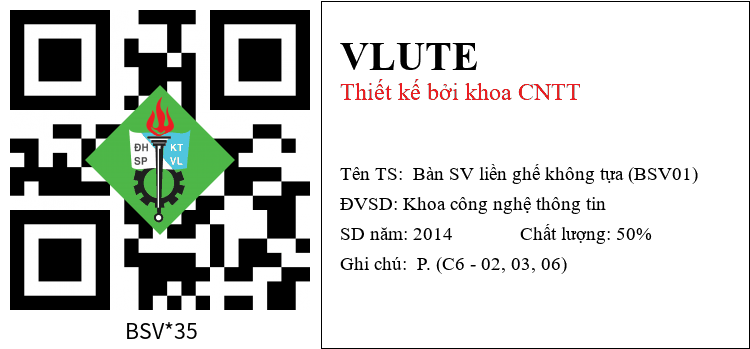 ĐH KT
SP VL
BSV*35
VLUTE
Thiết kế bởi khoa CNTT
Tên TS: Bàn SV liền ghế không tựa (BSV01)
ĐVSD: Khoa công nghệ thông tin
SD năm: 2014 Chất lượng: 50%
Ghi chú: P. (C6 - 02, 03, 06)